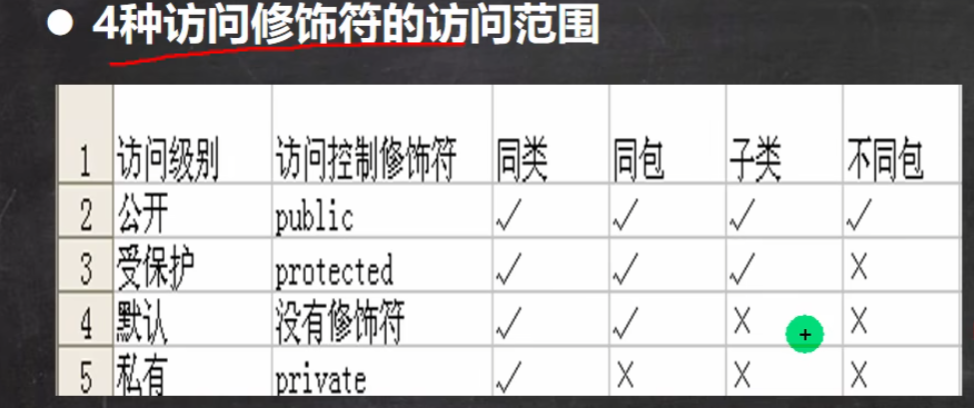 ● 4种访问修饰符的访问范围
1 访问级别 访问控制修饰符 同类 同包 子类 不同包
2 公开 public √ √ √ √
3 受保护 protected √ √ √ ×
4 默认 没有修饰符 √ √ × ×
5 私有 private √ × × ×